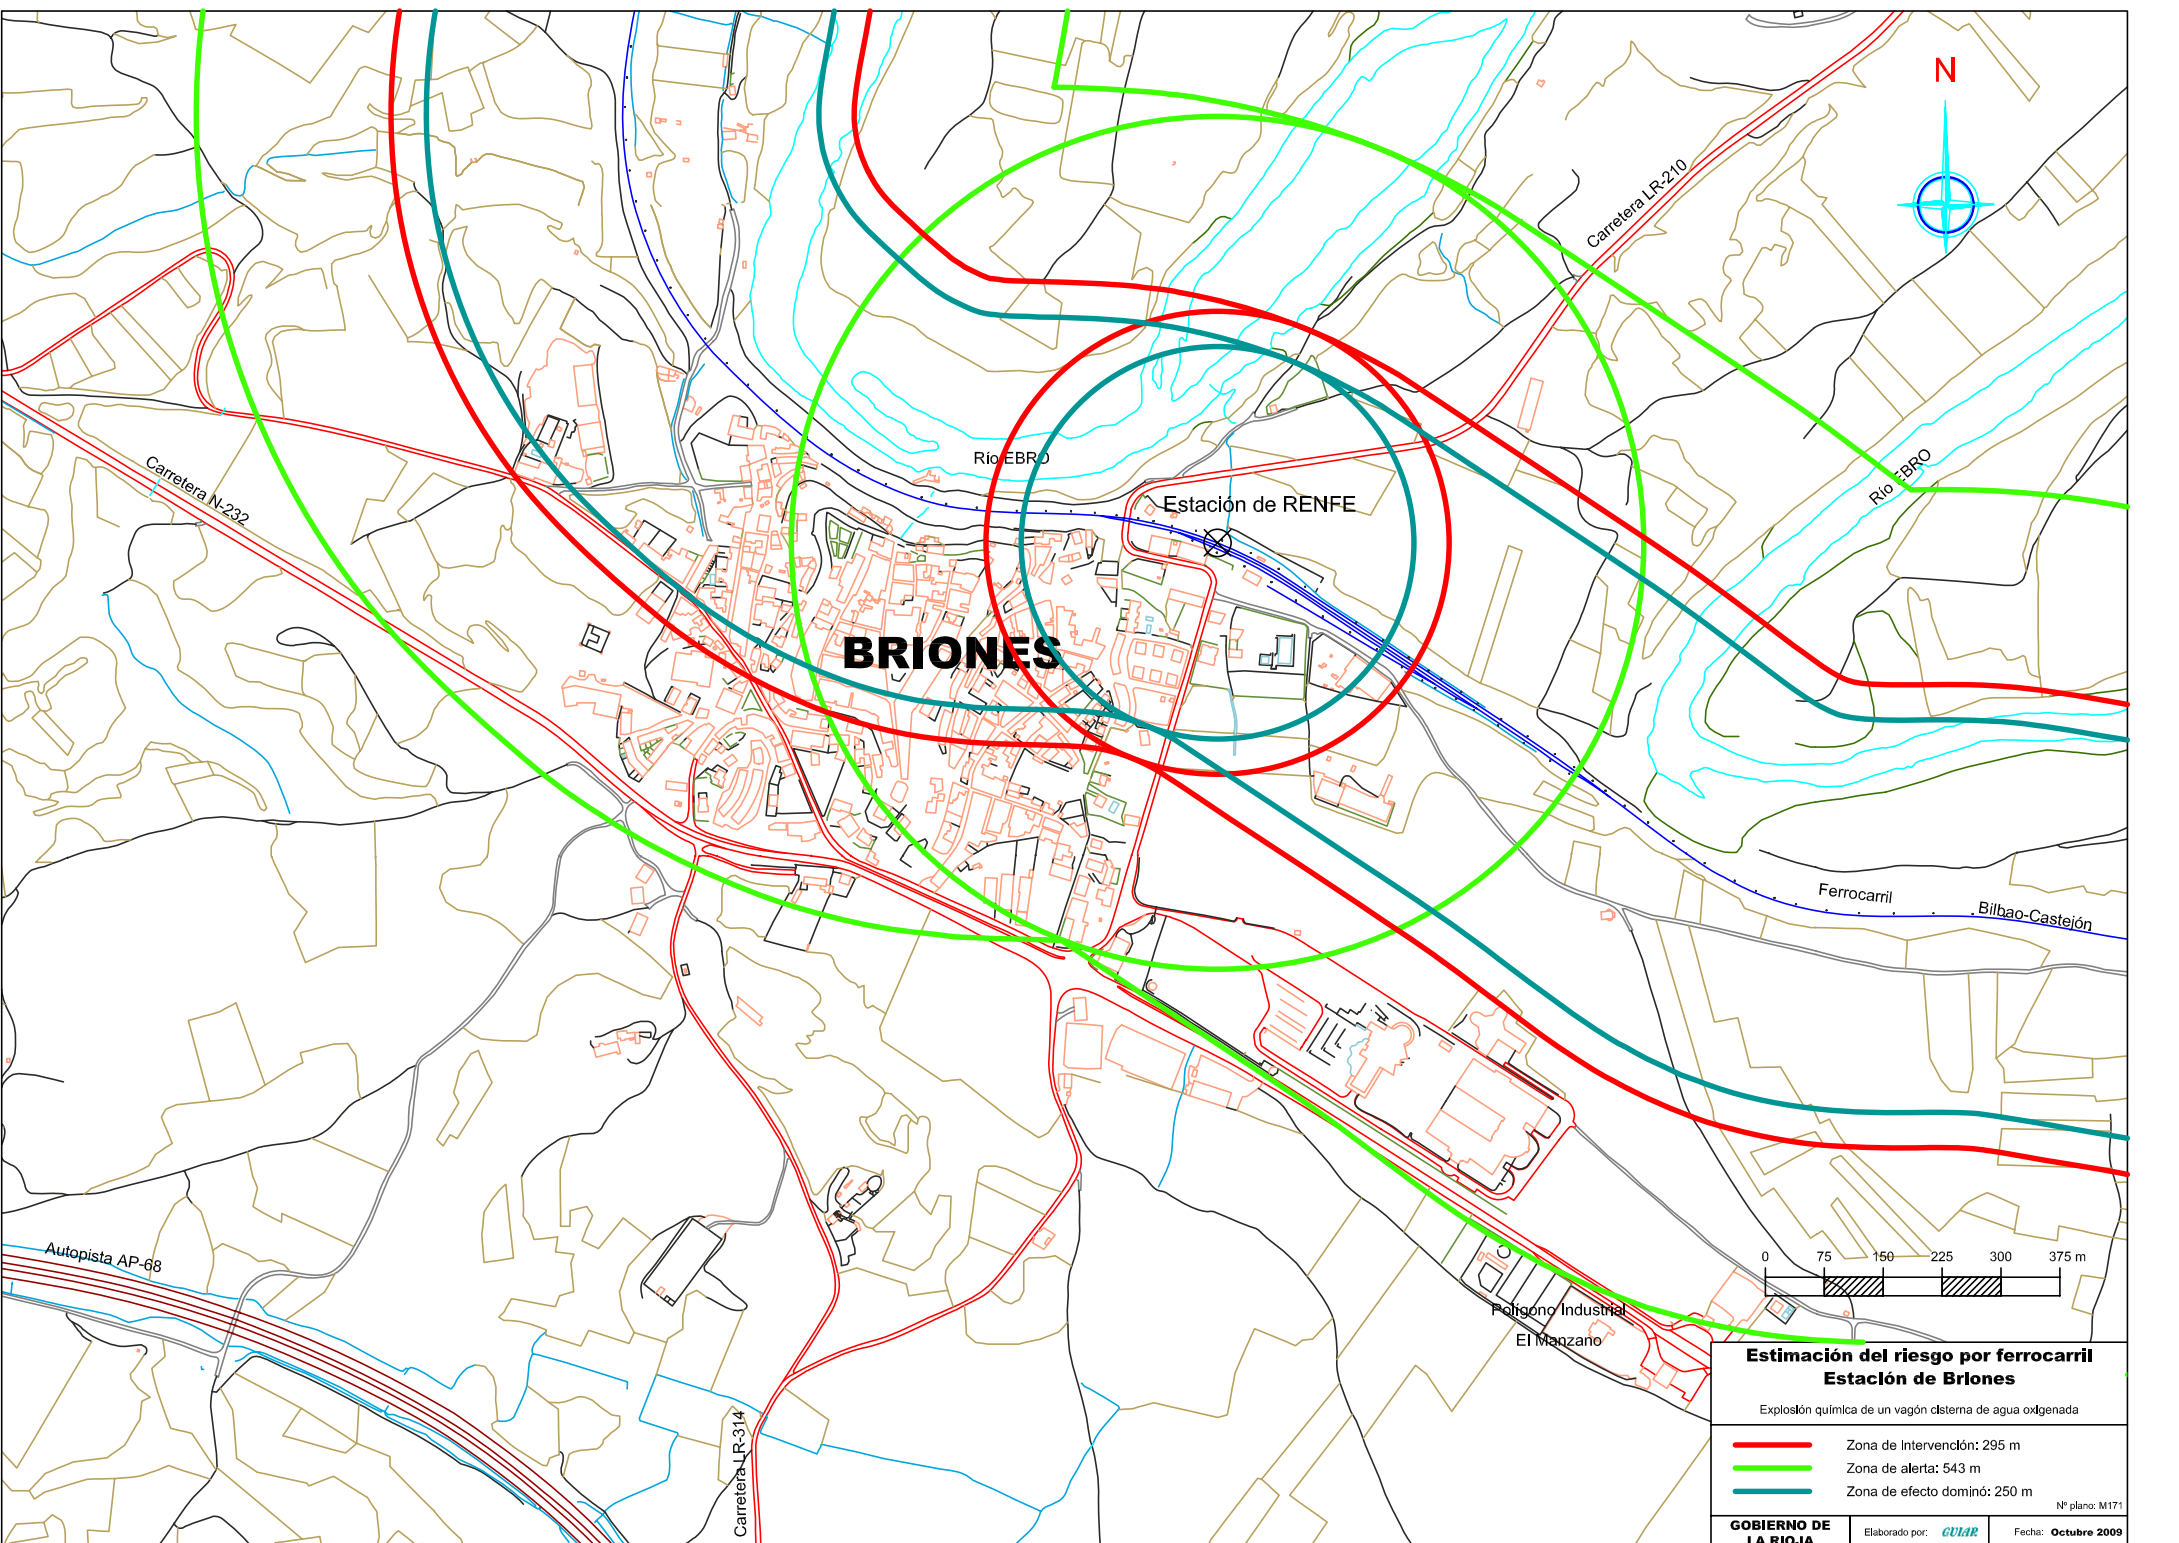 N
Carretera LR-210
Carretera N-232
Río EBRO
Río EBRO
Estación de RENFE
BRIONES
Ferrocarril
Bilbao-Castejón
Autopista AP-68
Carretera LR-314
Polígono Industrial
El Manzano
0 75 150 225 300 375 m
Estimación del riesgo por ferrocarril
Estación de Briones
Explosión química de un vagón cisterna de agua oxigenada
Zona de Intervención: 295 m
Zona de alerta: 543 m
Zona de efecto dominó: 250 m
Nº plano: M171
GOBIERNO DE
LA RIOJA
Elaborado por: GUIAR
Fecha: Octubre 2009